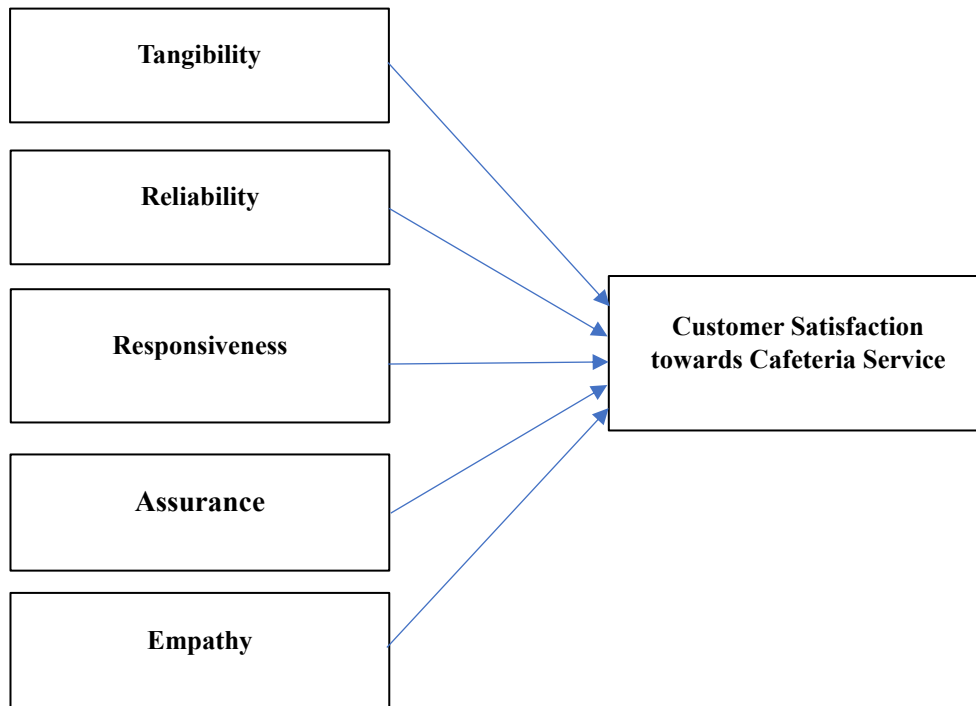 Tangibility
Reliability
Responsiveness
Assurance
Empathy
Customer Satisfaction
towards Cafeteria Service